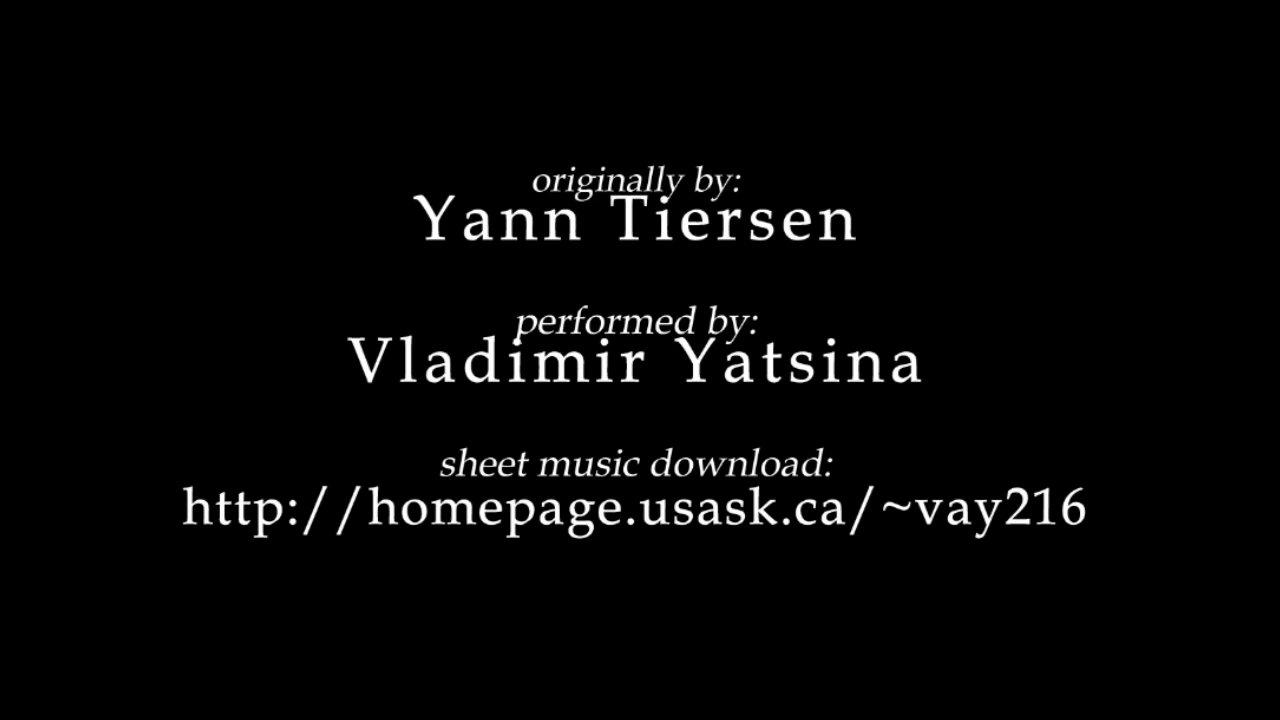 originally by:
Yann Tiersen
performed by:
Vladimir Yatsina
sheet music download:
http://homepage.usask.ca/~vay216